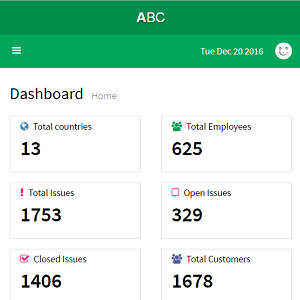 ABC
Tue Dec 20 2016
Dashboard Home
Total countries
13
Total Employees
625
Total Issues
1753
Open Issues
329
Closed Issues
1406
Total Customers
1678